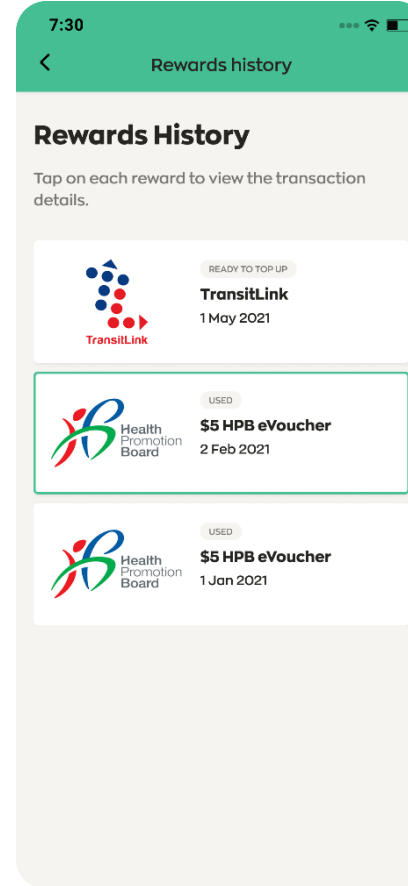 7:30
Rewards history
Rewards History
Tap on each reward to view the transaction
details.
READY TO TOP UP
TransitLink
1 May 2021
TransitLink
USED
$5 HPB eVoucher
2 Feb 2021
Health
Promotion
Board
USED
$5 HPB eVoucher
1 Jan 2021
Health
Promotion
Board